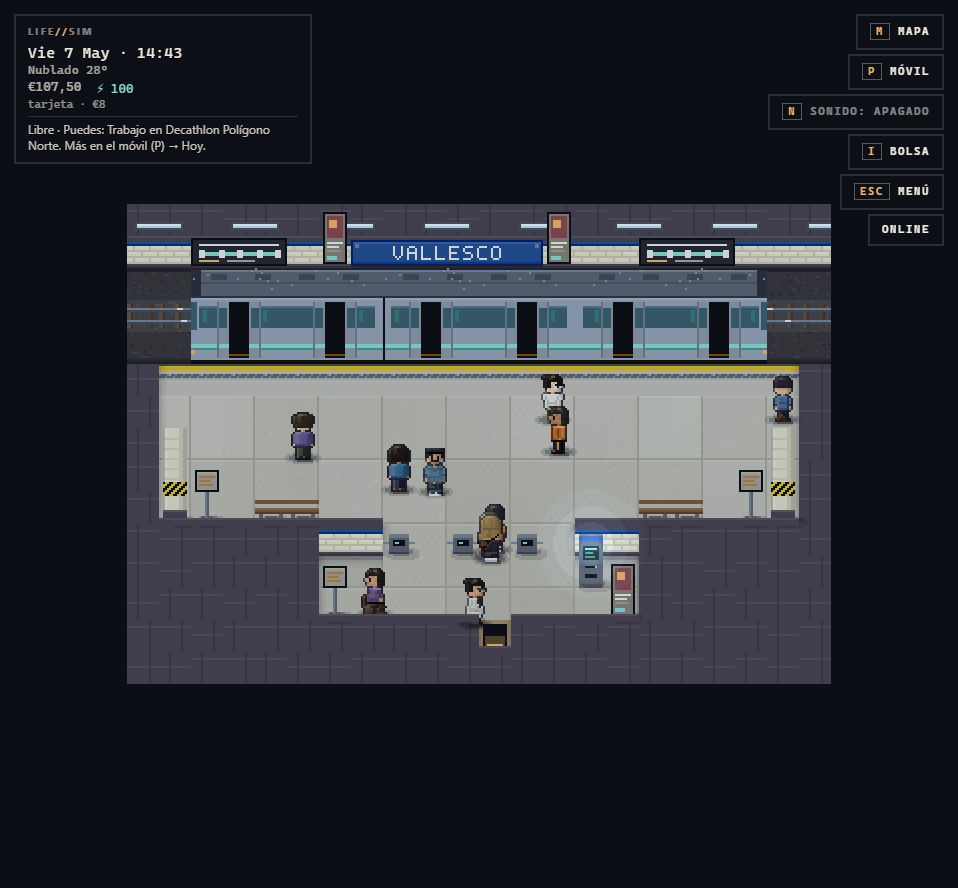 LIFE//SIM
Vie 7 May · 14:43
Nublado 28º
€107,50 ⚡ 100
tarjeta · €8
Libre · Puedes: Trabajo en Decathlon Polígono
Norte. Más en el móvil (P) → Hoy.
M MAPA
P MÓVIL
N SONIDO: APAGADO
I BOLSA
ESC MENÚ
ONLINE
VALLESCO